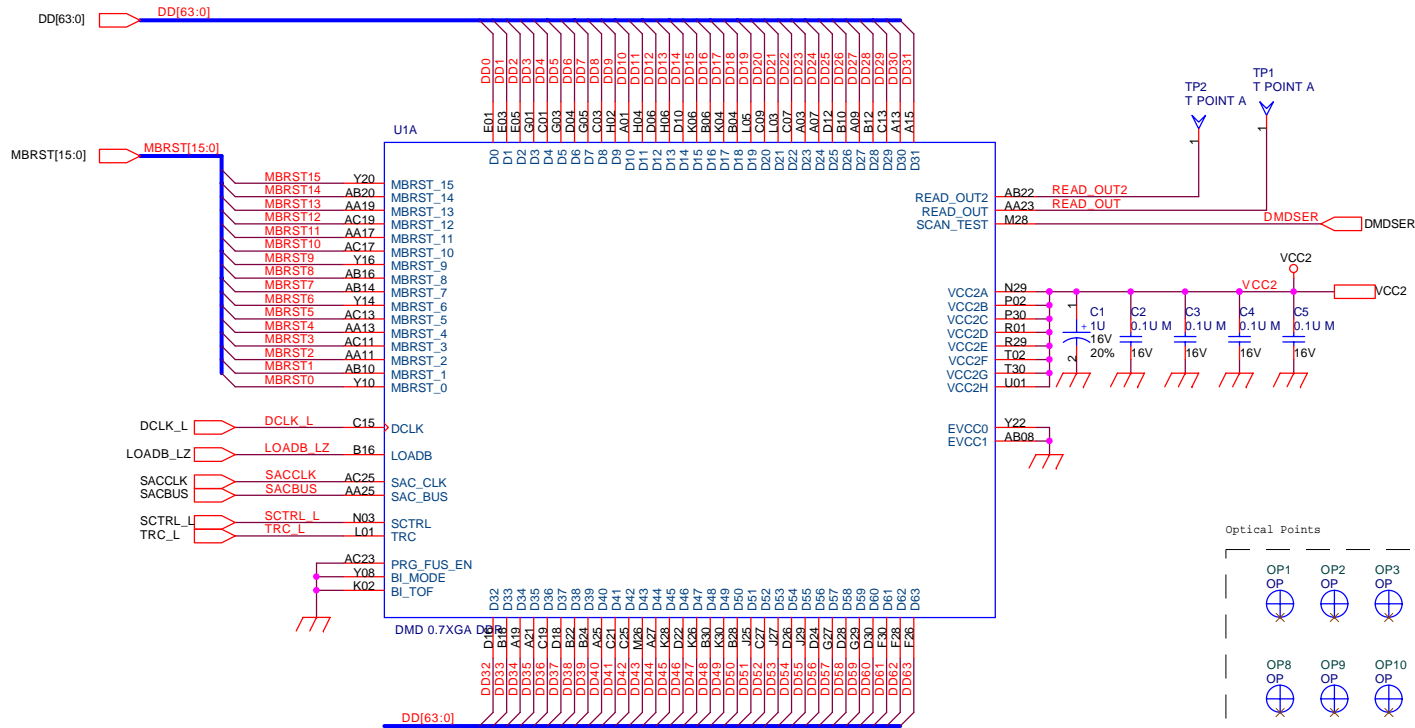 DD[63:0]
DD[63:0]
DD0 DD1 DD2 DD3 DD4 DD5 DD6 DD7 DD8 DD9 DD10 DD11 DD12 DD13 DD14 DD15 DD16 DD17 DD18 DD19 DD20 DD21 DD22 DD23 DD24 DD25 DD26 DD27 DD28 DD29 DD30 DD31
E01 E03 E05 G01 C01 G03 D04 G05 C03 H02 A01 H04 D06 H06 D10 K06 B06 K04 B04 L05 C09 L03 C07 A03 A07 D12 B10 A09 B12 C13 A13 A15
D0 D1 D2 D3 D4 D5 D6 D7 D8 D9 D10 D11 D12 D13 D14 D15 D16 D17 D18 D19 D20 D21 D22 D23 D24 D25 D26 D27 D28 D29 D30 D31
U1A
TP2
T POINT A
1
TP1
T POINT A
1
MBRST[15:0]
MBRST[15:0]
MBRST15 Y20 MBRST_15
MBRST14 AB20 MBRST_14
MBRST13 AA19 MBRST_13
MBRST12 AC19 MBRST_12
MBRST11 AA17 MBRST_11
MBRST10 AC17 MBRST_10
MBRST9 Y16 MBRST_9
MBRST8 AB16 MBRST_8
MBRST7 AB14 MBRST_7
MBRST6 Y14 MBRST_6
MBRST5 AC13 MBRST_5
MBRST4 AA13 MBRST_4
MBRST3 AC11 MBRST_3
MBRST2 AA11 MBRST_2
MBRST1 AB10 MBRST_1
MBRST0 Y10 MBRST_0
READ_OUT2 AB22 READ_OUT2
READ_OUT AA23 READ_OUT
SCAN_TEST M28 DMDSER DMDSER
VCC2
VCC2
VCC2
VCC2A N29
VCC2B P02
VCC2C P30
VCC2D R01
VCC2E R29
VCC2F T02
VCC2G T30
VCC2H U01
1
C1
+ 1U
16V
20%
2
C2
0.1U M
16V
C3
0.1U M
16V
C4
0.1U M
16V
C5
0.1U M
16V
EVCC0 Y22
EVCC1 AB08
DCLK_L DCLK_L C15 DCLK
LOADB_LZ LOADB_LZ B16 LOADB
SACCLK SACCLK AC25 SAC_CLK
SACBUS SACBUS AA25 SAC_BUS
SCTRL_L SCTRL_L N03 SCTRL
TRC_L TRC_L L01 TRC
AC23 PRG_FUS_EN
Y08 BI_MODE
K02 BI_TOF
Optical Points
OP1
OP
OP2
OP
OP3
OP
OP8
OP
OP9
OP
OP10
OP
D32 D33 D34 D35 D36 D37 D38 D39 D40 D41 D42 D43 D44 D45 D46 D47 D48 D49 D50 D51 D52 D53 D54 D55 D56 D57 D58 D59 D60 D61 D62 D63
DMD 0.7XGA DDR
D16 B18 A19 A21 C19 D18 B22 B24 A25 C21 C25 M26 A27 K28 D22 K26 B30 K30 B28 J25 C27 J27 D26 J29 D24 G27 D28 G29 D30 F30 F28 F26
DD32 DD33 DD34 DD35 DD36 DD37 DD38 DD39 DD40 DD41 DD42 DD43 DD44 DD45 DD46 DD47 DD48 DD49 DD50 DD51 DD52 DD53 DD54 DD55 DD56 DD57 DD58 DD59 DD60 DD61 DD62 DD63
DD[63:0]